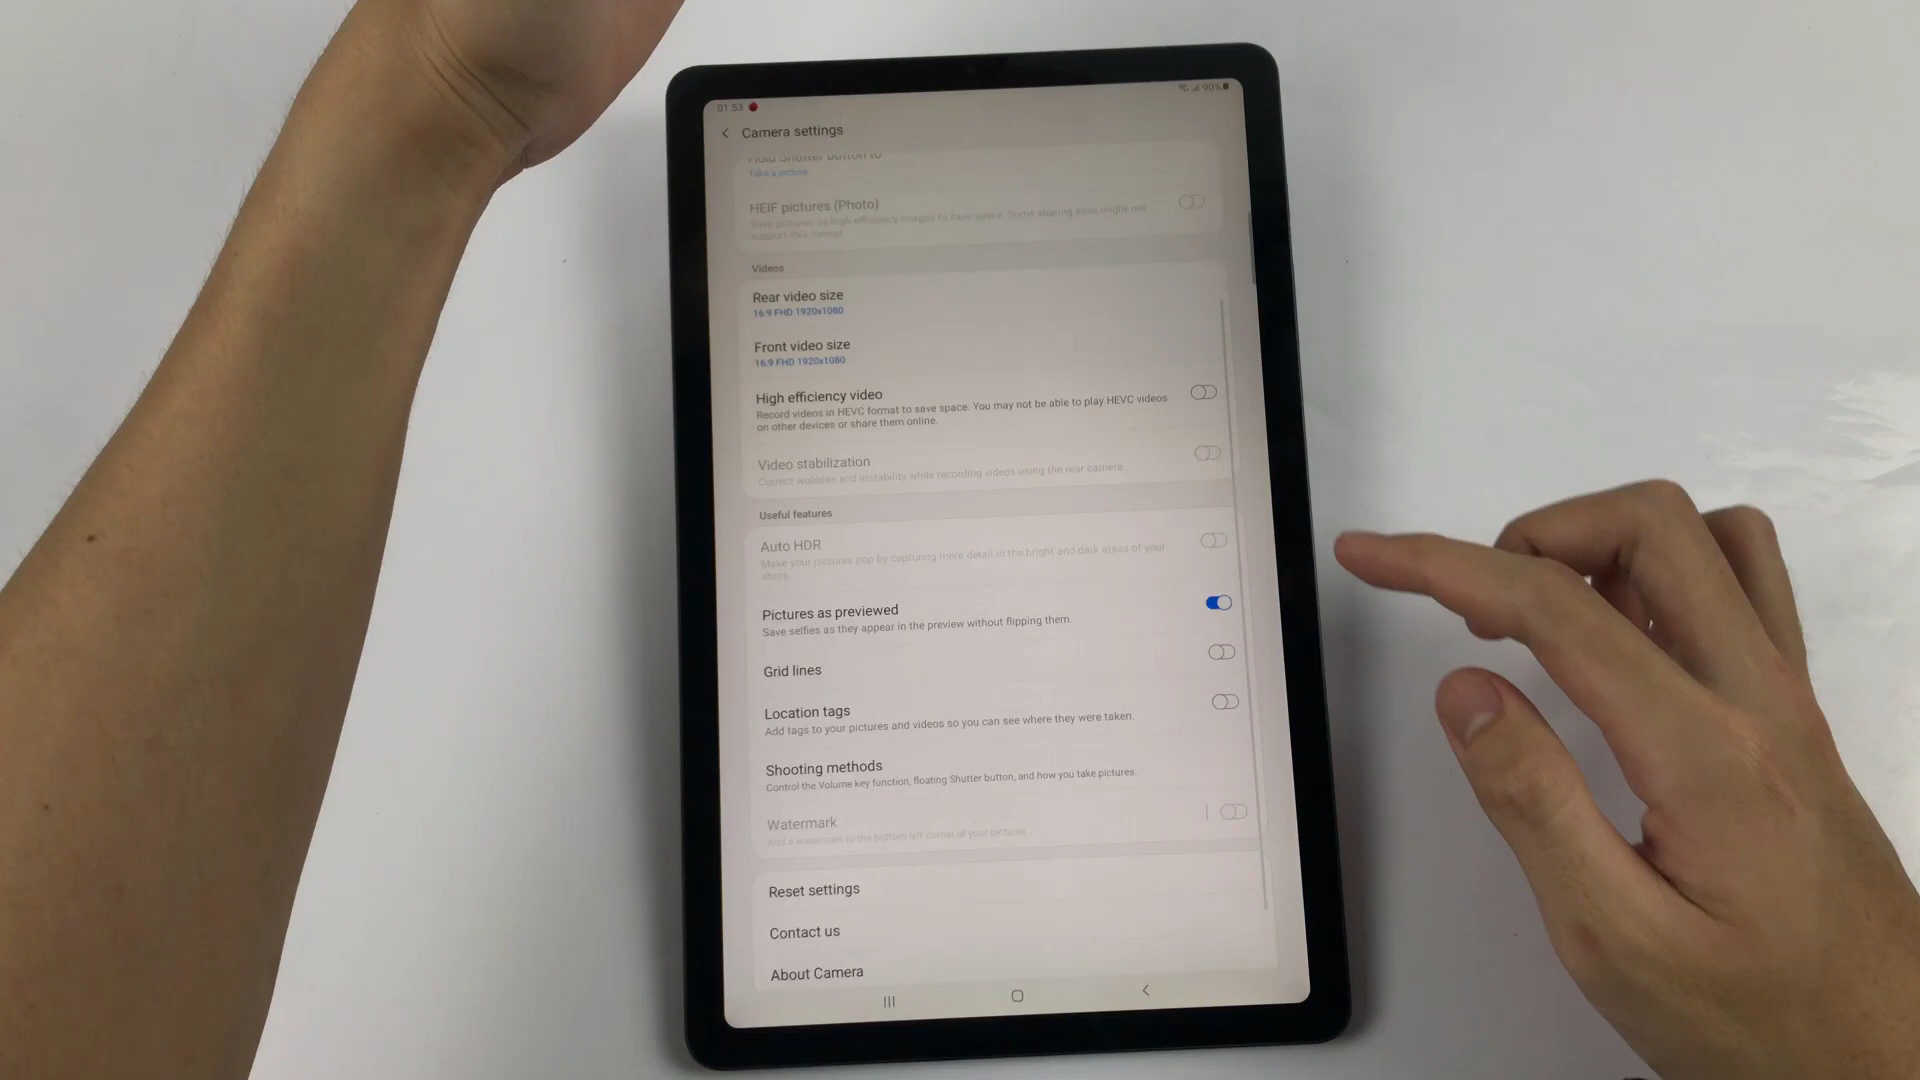 01:53
90%
Camera settings
Hold Shutter button to
Take a picture
HEIF pictures (Photo)
Save pictures as high efficiency images to save space. Some sharing sites might not
support this format.
Videos
Rear video size
16:9 FHD 1920x1080
Front video size
16:9 FHD 1920x1080
High efficiency video
Record videos in HEVC format to save space. You may not be able to play HEVC videos
on other devices or share them online.
Video stabilization
Correct wobbles and instability while recording videos using the rear camera.
Useful features
Auto HDR
Make your pictures pop by capturing more detail in the bright and dark areas of your
shots.
Pictures as previewed
Save selfies as they appear in the preview without flipping them.
Grid lines
Location tags
Add tags to your pictures and videos so you can see where they were taken.
Shooting methods
Control the Volume key function, floating Shutter button, and how you take pictures.
Watermark
Add a watermark to the bottom left corner of your pictures.
Reset settings
Contact us
About Camera